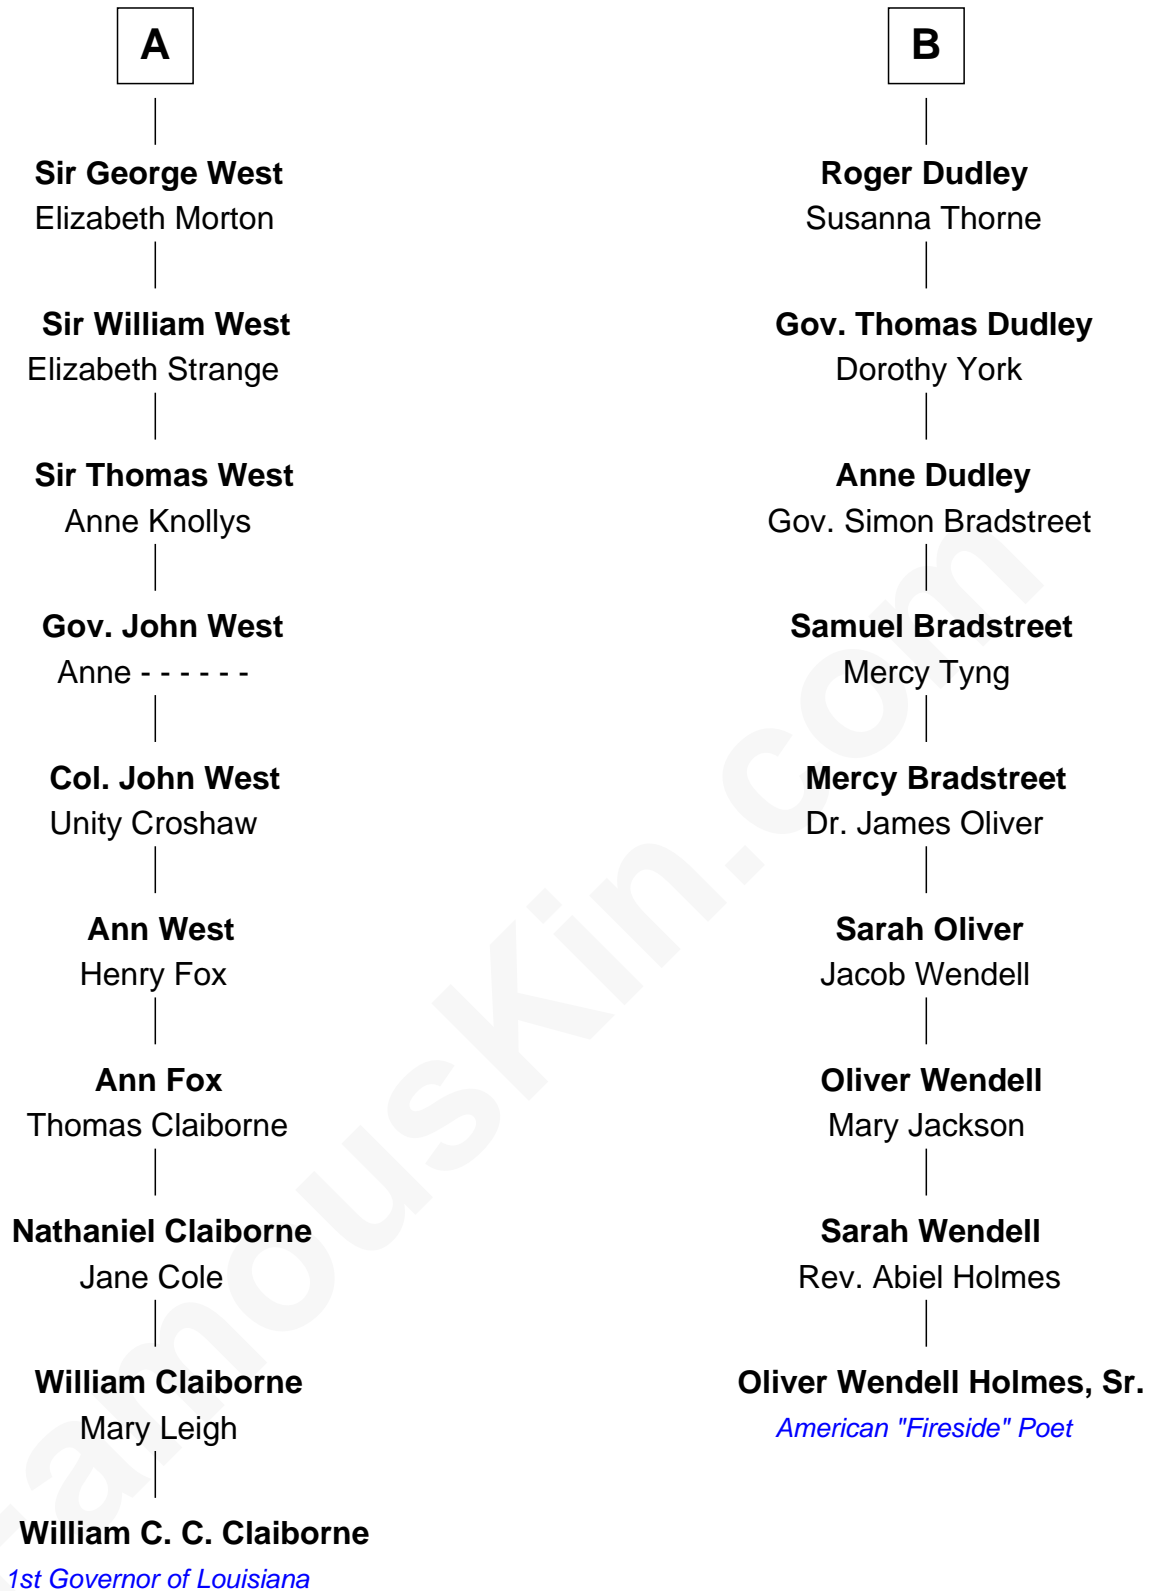 A
Sir George West
Elizabeth Morton
Sir William West
Elizabeth Strange
Sir Thomas West
Anne Knollys
Gov. John West
Anne - - - - - -
Col. John West
Unity Croshaw
Ann West
Henry Fox
Ann Fox
Thomas Claiborne
Nathaniel Claiborne
Jane Cole
William Claiborne
Mary Leigh
William C. C. Claiborne
1st Governor of Louisiana
B
Roger Dudley
Susanna Thorne
Gov. Thomas Dudley
Dorothy York
Anne Dudley
Gov. Simon Bradstreet
Samuel Bradstreet
Mercy Tyng
Mercy Bradstreet
Dr. James Oliver
Sarah Oliver
Jacob Wendell
Oliver Wendell
Mary Jackson
Sarah Wendell
Rev. Abiel Holmes
Oliver Wendell Holmes, Sr.
American "Fireside" Poet
FamousKin.com